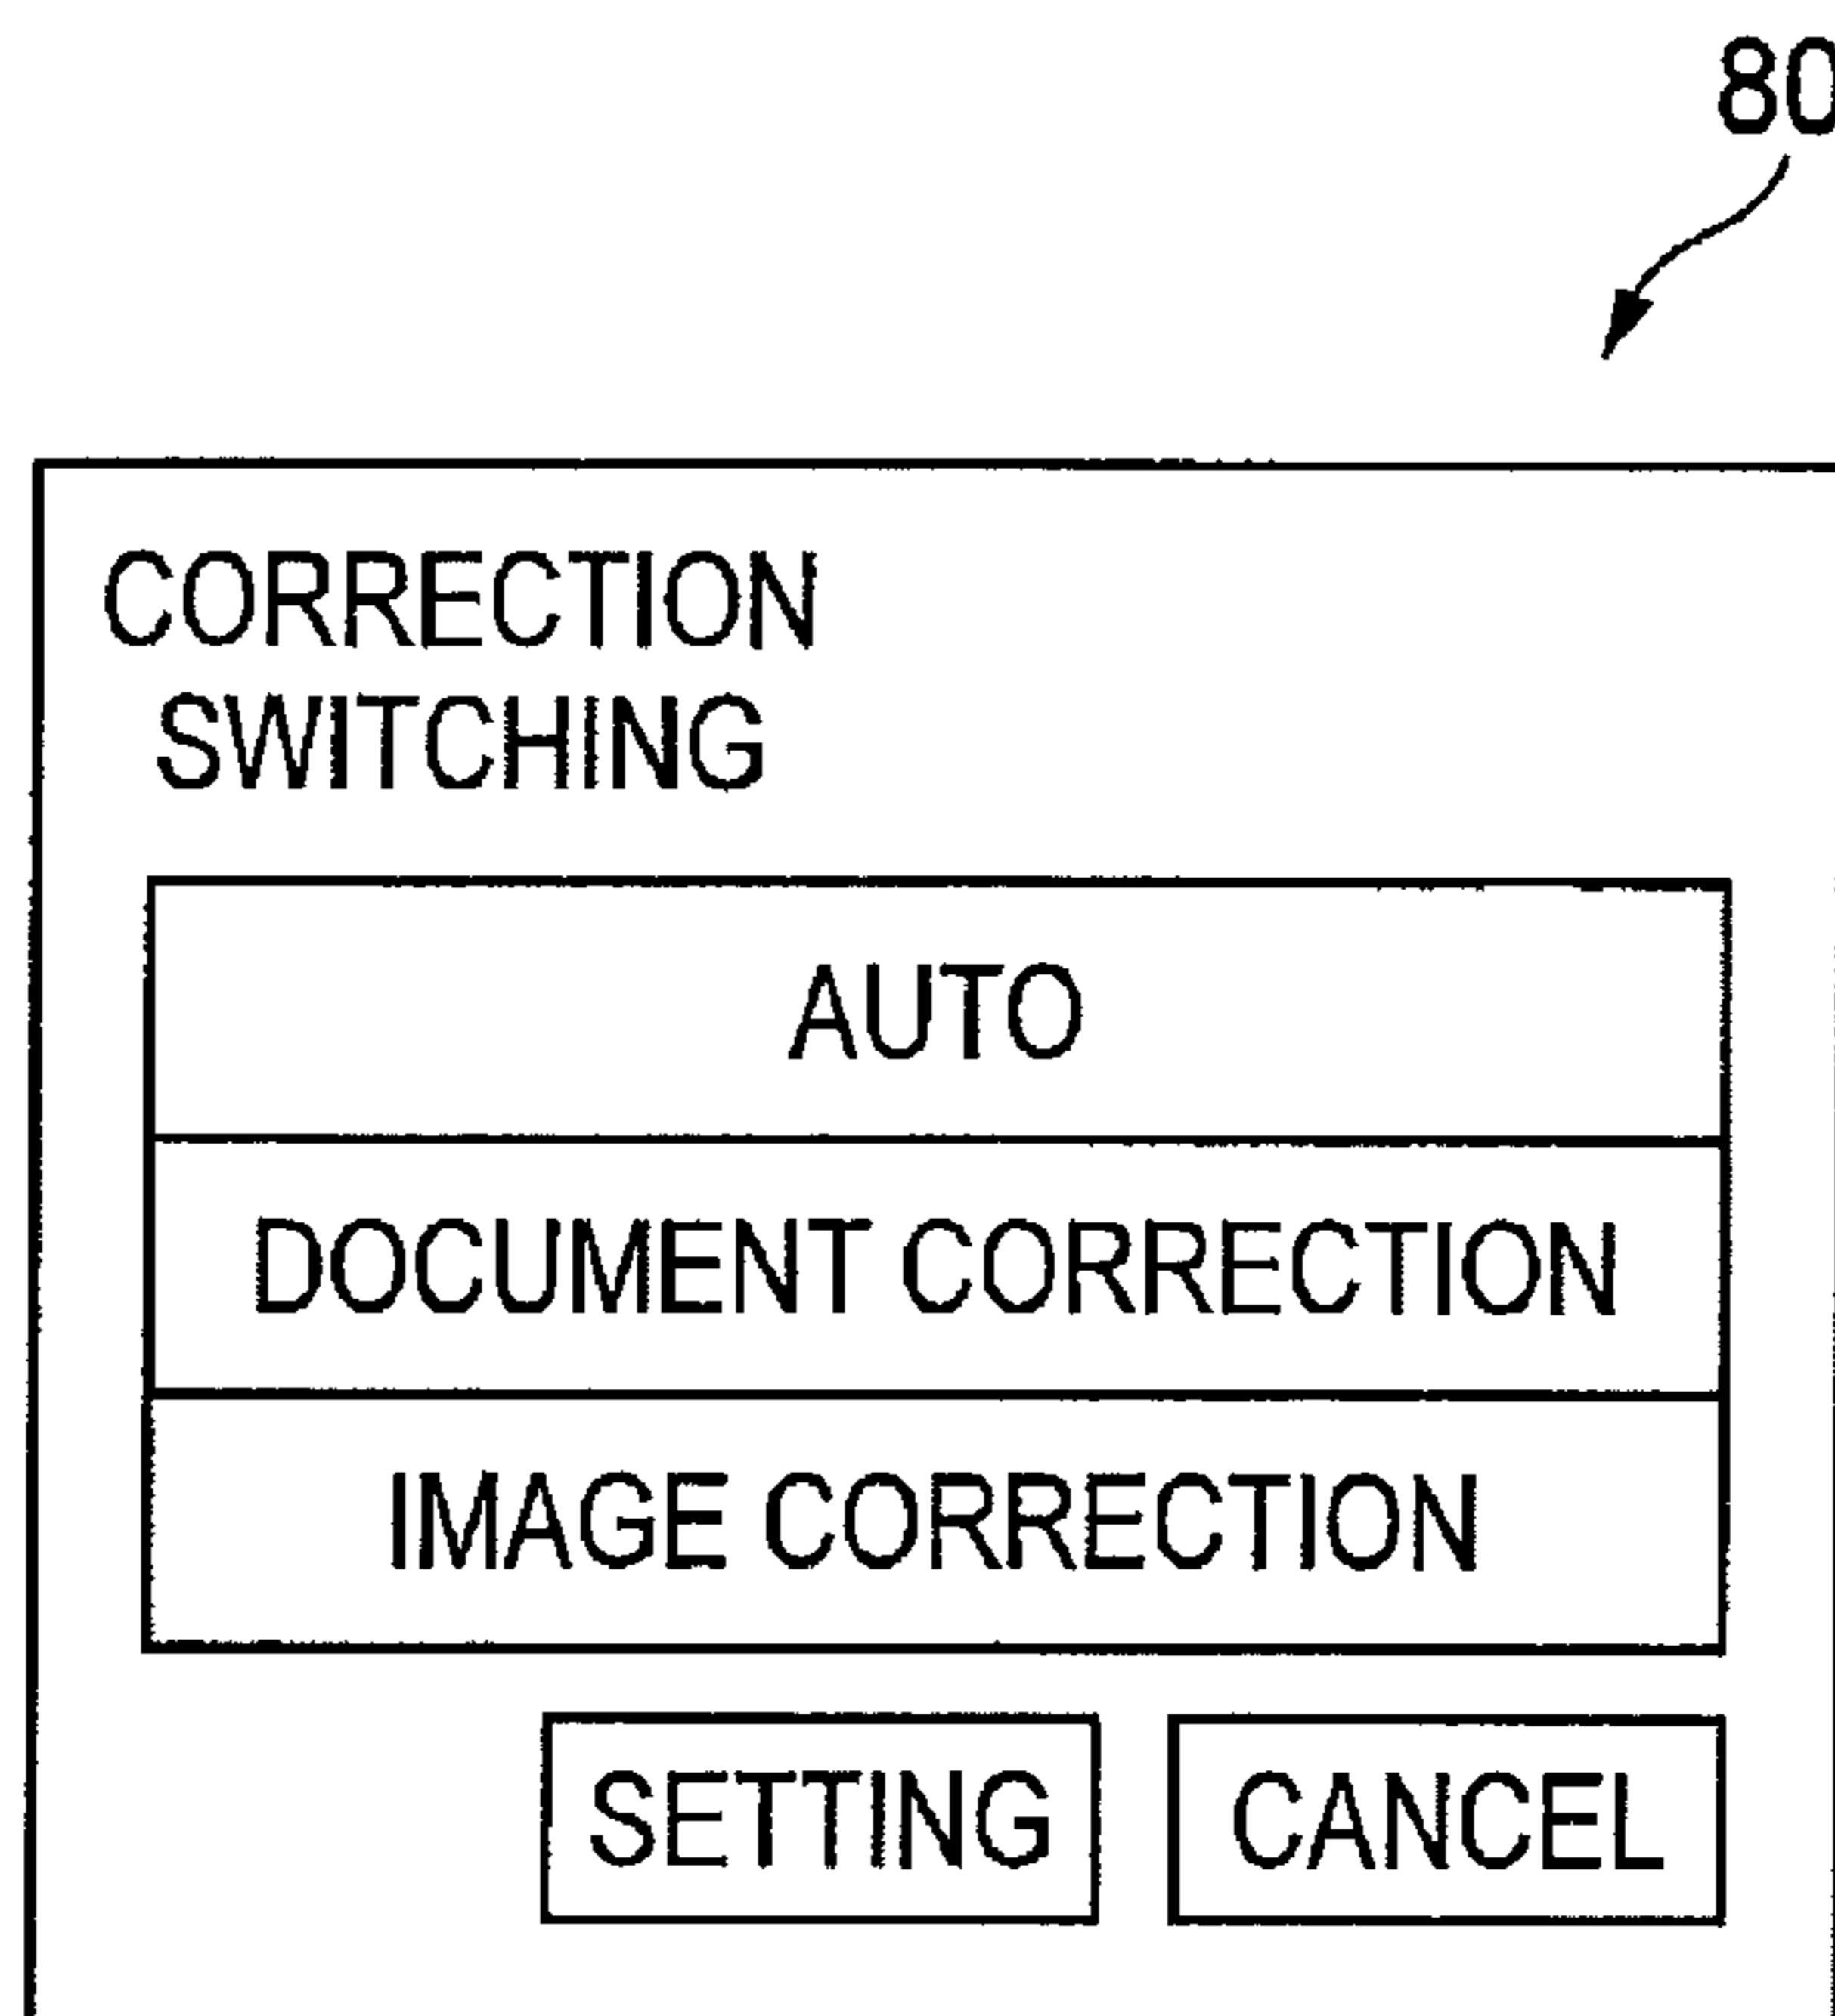 80
CORRECTION
SWITCHING
AUTO
DOCUMENT CORRECTION
IMAGE CORRECTION
SETTING
CANCEL